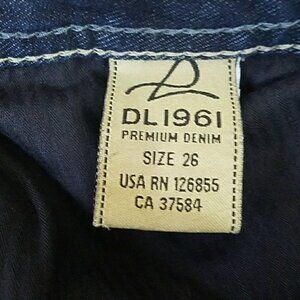 DL1961
PREMIUM DENIM
SIZE 26
USA RN 126855
CA 37584